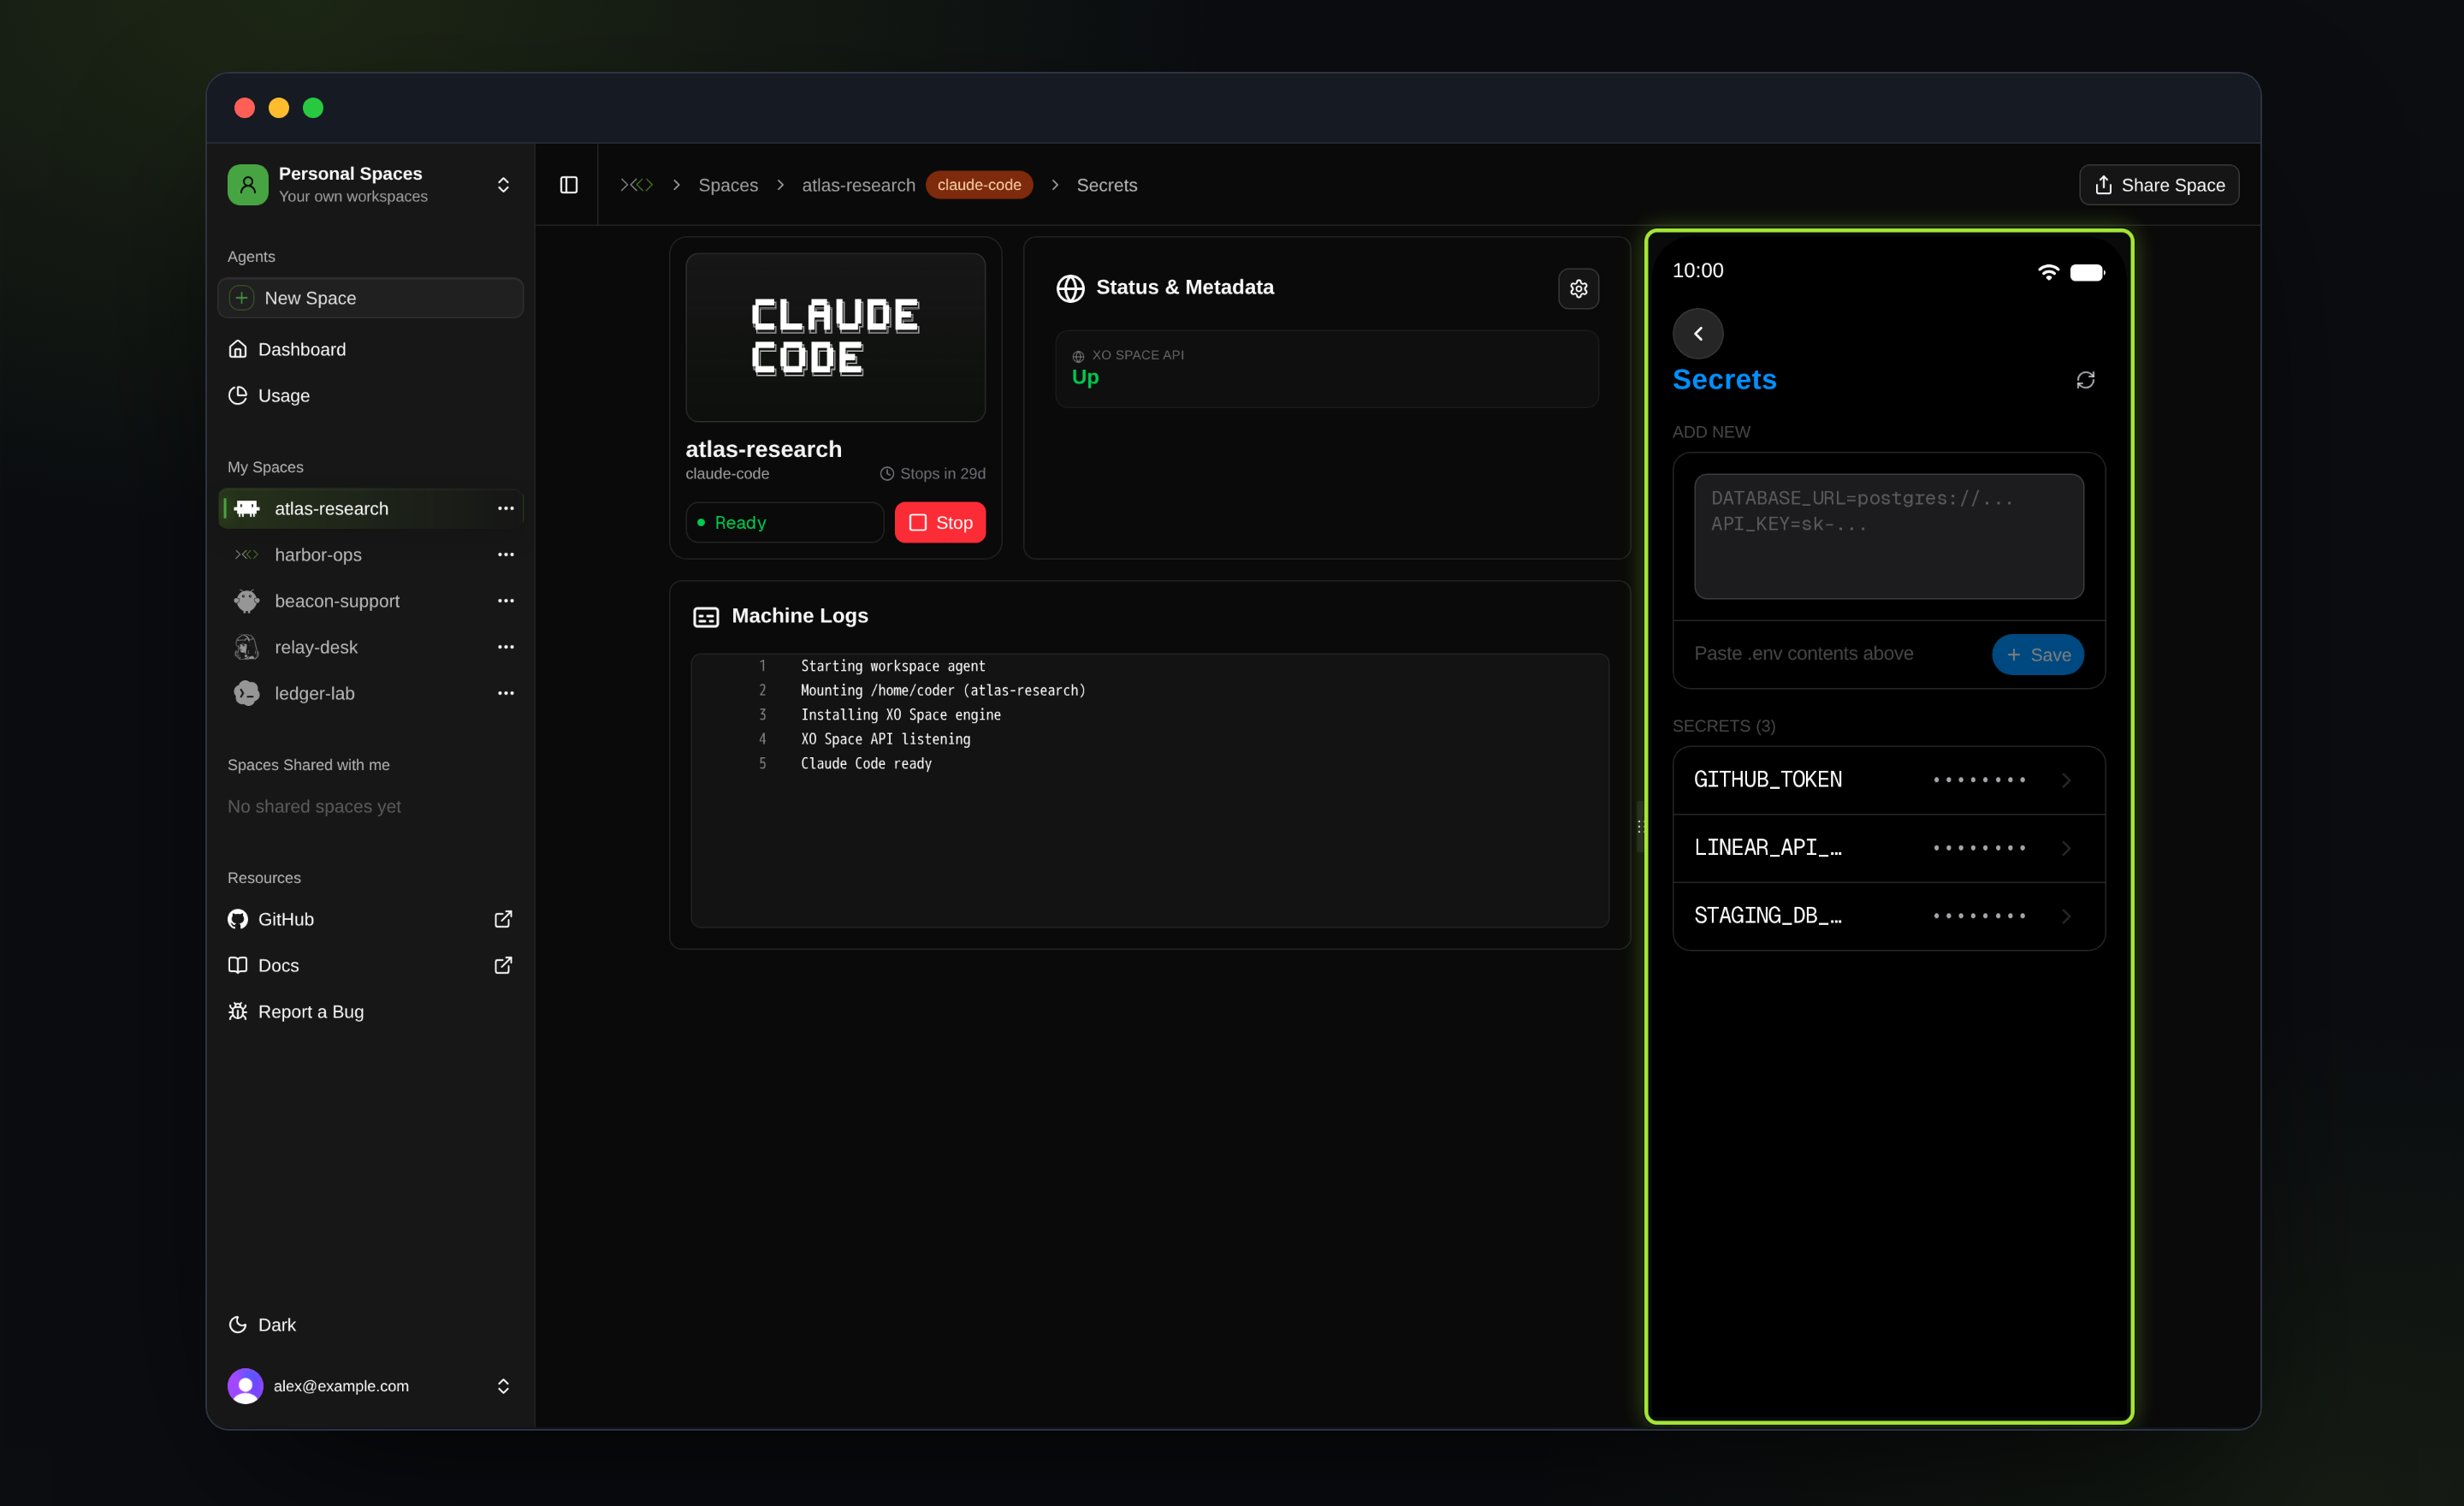 Personal Spaces
Your own workspaces
Agents
New Space
Dashboard
Usage
My Spaces
atlas-research
harbor-ops
beacon-support
relay-desk
ledger-lab
Spaces Shared with me
No shared spaces yet
Resources
GitHub
Docs
Report a Bug
Dark
alex@example.com
Spaces
atlas-research
claude-code
Secrets
Share Space
CLAUDE
CODE
atlas-research
claude-code
Stops in 29d
Ready
Stop
Status & Metadata
XO SPACE API
Up
Machine Logs
1 Starting workspace agent
2 Mounting /home/coder (atlas-research)
3 Installing XO Space engine
4 XO Space API listening
5 Claude Code ready
10:00
Secrets
ADD NEW
DATABASE_URL=postgres://...
API_KEY=sk-...
Paste .env contents above
Save
SECRETS (3)
GITHUB_TOKEN ••••••••
LINEAR_API_… ••••••••
STAGING_DB_… ••••••••